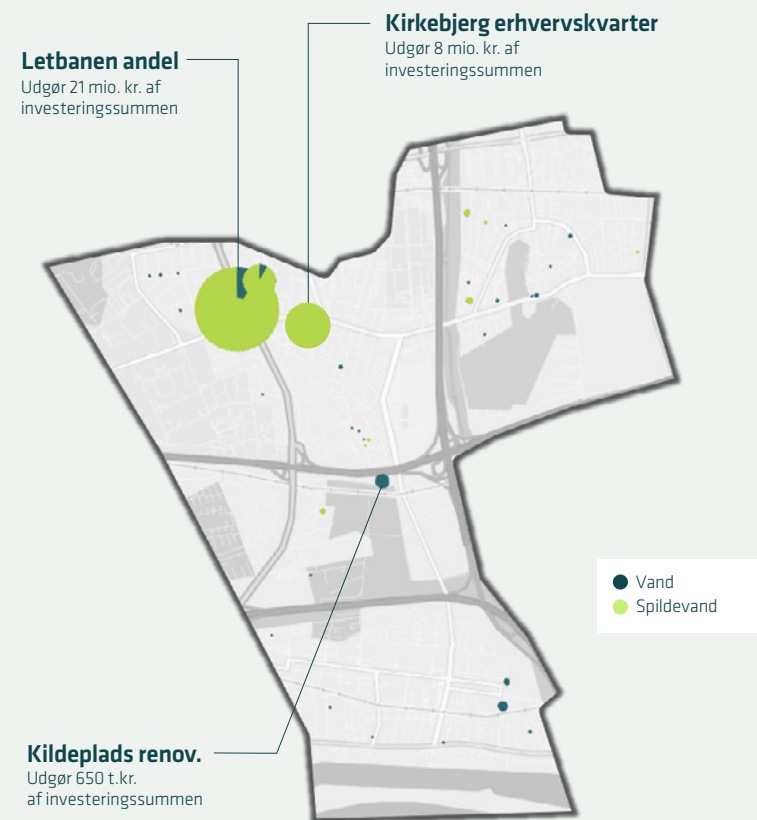 Kirkebjerg erhvervskvarter
Udgør 8 mio. kr. af
investeringssummen
Letbanen andel
Udgør 21 mio. kr. af
investeringssummen
Vand
Spildevand
Kildeplads renov.
Udgør 650 t.kr.
af investeringssummen